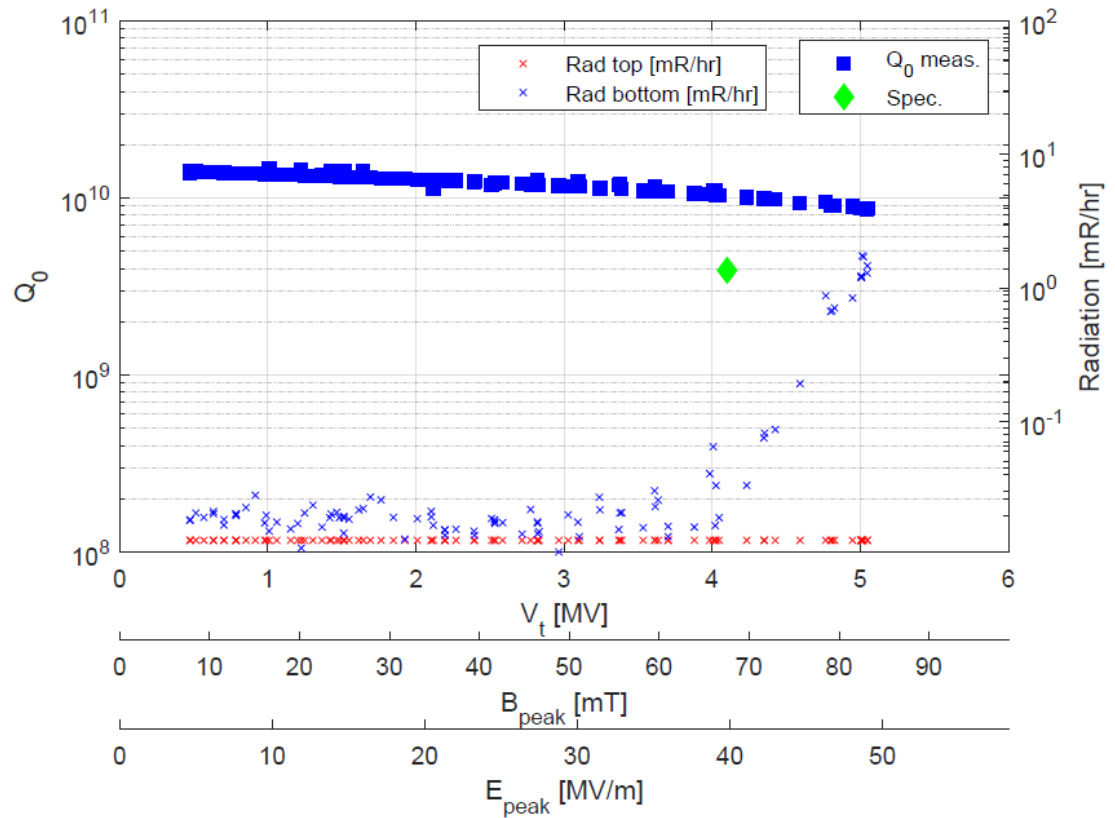 Rad top [mR/hr]
Rad bottom [mR/hr]
Q0 meas.
Spec.
10^11
10^10
10^9
10^8
Q0
10^2
10^1
10^0
10^-1
Radiation [mR/hr]
0 1 2 3 4 5 6
Vt [MV]
0 10 20 30 40 50 60 70 80 90
Bpeak [mT]
0 10 20 30 40 50
Epeak [MV/m]